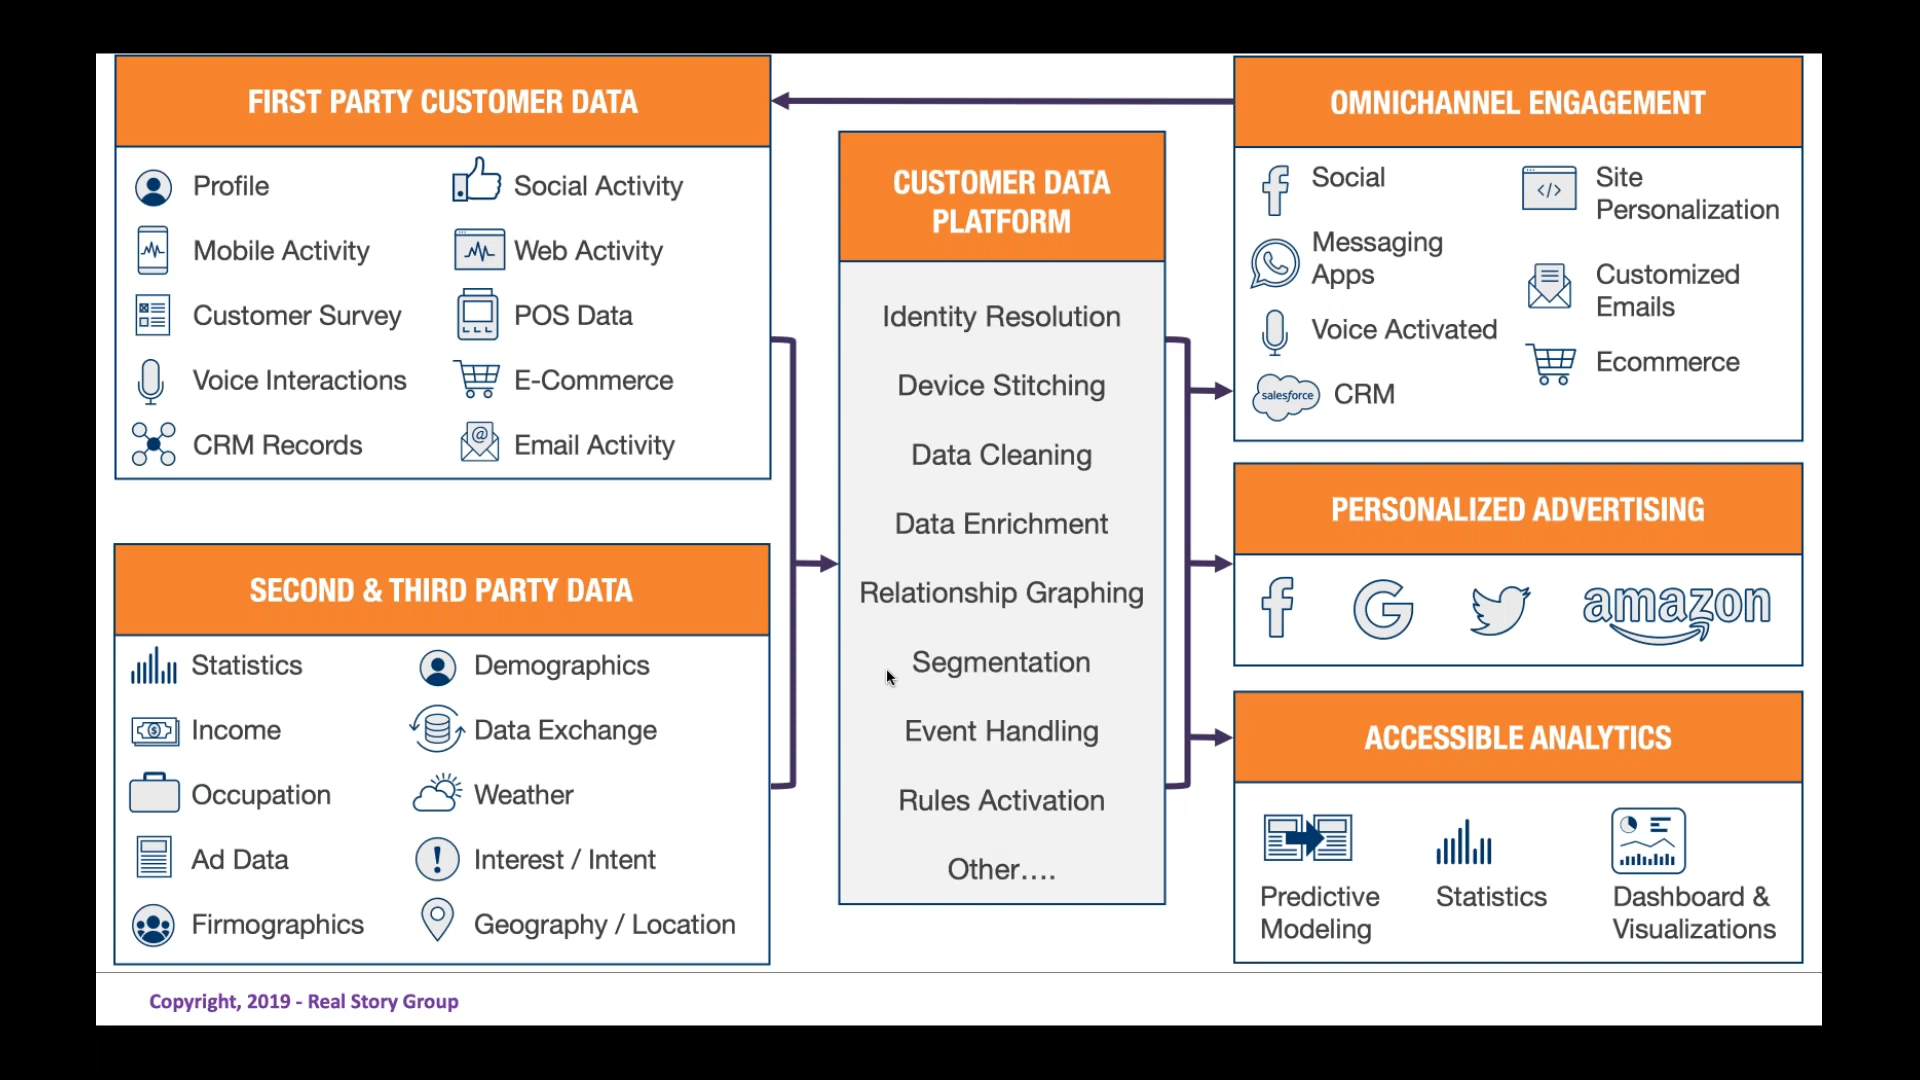 FIRST PARTY CUSTOMER DATA
Profile
Social Activity
Mobile Activity
Web Activity
Customer Survey
POS Data
Voice Interactions
E-Commerce
CRM Records
@
Email Activity
SECOND & THIRD PARTY DATA
Statistics
Demographics
Income
Data Exchange
Occupation
Weather
Ad Data
Interest / Intent
Firmographics
Geography / Location
CUSTOMER DATA
PLATFORM
Identity Resolution
Device Stitching
Data Cleaning
Data Enrichment
Relationship Graphing
Segmentation
Event Handling
Rules Activation
Other....
OMNICHANNEL ENGAGEMENT
Social
Messaging
Apps
Voice Activated
salesforce
CRM
</>
Site
Personalization
Customized
Emails
Ecommerce
PERSONALIZED ADVERTISING
amazon
ACCESSIBLE ANALYTICS
Predictive
Modeling
Statistics
Dashboard &
Visualizations
Copyright, 2019 - Real Story Group